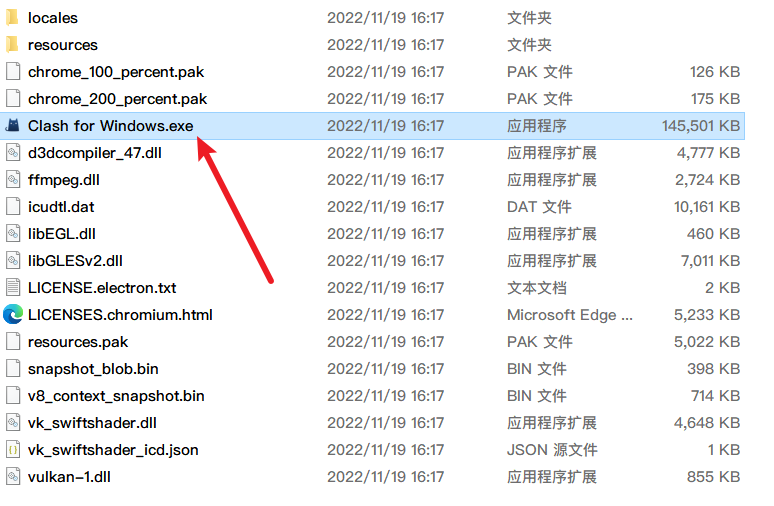 locales 2022/11/19 16:17 文件夹
resources 2022/11/19 16:17 文件夹
chrome_100_percent.pak 2022/11/19 16:17 PAK 文件 126 KB
chrome_200_percent.pak 2022/11/19 16:17 PAK 文件 175 KB
Clash for Windows.exe 2022/11/19 16:17 应用程序 145,501 KB
d3dcompiler_47.dll 2022/11/19 16:17 应用程序扩展 4,777 KB
ffmpeg.dll 2022/11/19 16:17 应用程序扩展 2,724 KB
icudtl.dat 2022/11/19 16:17 DAT 文件 10,161 KB
libEGL.dll 2022/11/19 16:17 应用程序扩展 460 KB
libGLESv2.dll 2022/11/19 16:17 应用程序扩展 7,011 KB
LICENSE.electron.txt 2022/11/19 16:17 文本文档 2 KB
LICENSES.chromium.html 2022/11/19 16:17 Microsoft Edge ... 5,233 KB
resources.pak 2022/11/19 16:17 PAK 文件 5,022 KB
snapshot_blob.bin 2022/11/19 16:17 BIN 文件 398 KB
v8_context_snapshot.bin 2022/11/19 16:17 BIN 文件 714 KB
vk_swiftshader.dll 2022/11/19 16:17 应用程序扩展 4,648 KB
vk_swiftshader_icd.json 2022/11/19 16:17 JSON 源文件 1 KB
vulkan-1.dll 2022/11/19 16:17 应用程序扩展 855 KB